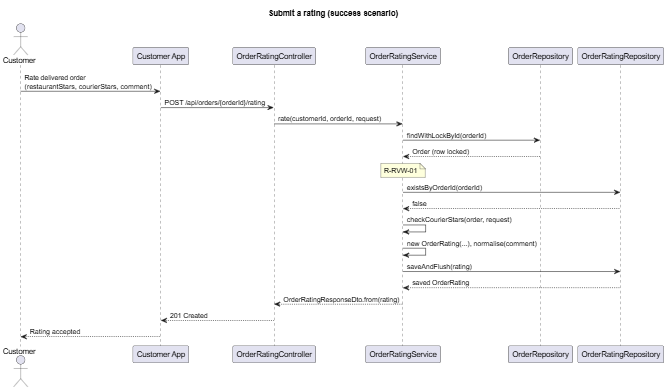 Submit a rating (success scenario)
Customer
Customer App
OrderRatingController
OrderRatingService
OrderRepository
OrderRatingRepository
Rate delivered order
(restaurantStars, courierStars, comment)
POST /api/orders/{orderId}/rating
rate(customerId, orderId, request)
findWithLockById(orderId)
Order (row locked)
R-RVW-01
existsByOrderId(orderId)
false
checkCourierStars(order, request)
new OrderRating(...), normalise(comment)
saveAndFlush(rating)
saved OrderRating
OrderRatingResponseDto.from(rating)
201 Created
Rating accepted
Customer
Customer App
OrderRatingController
OrderRatingService
OrderRepository
OrderRatingRepository